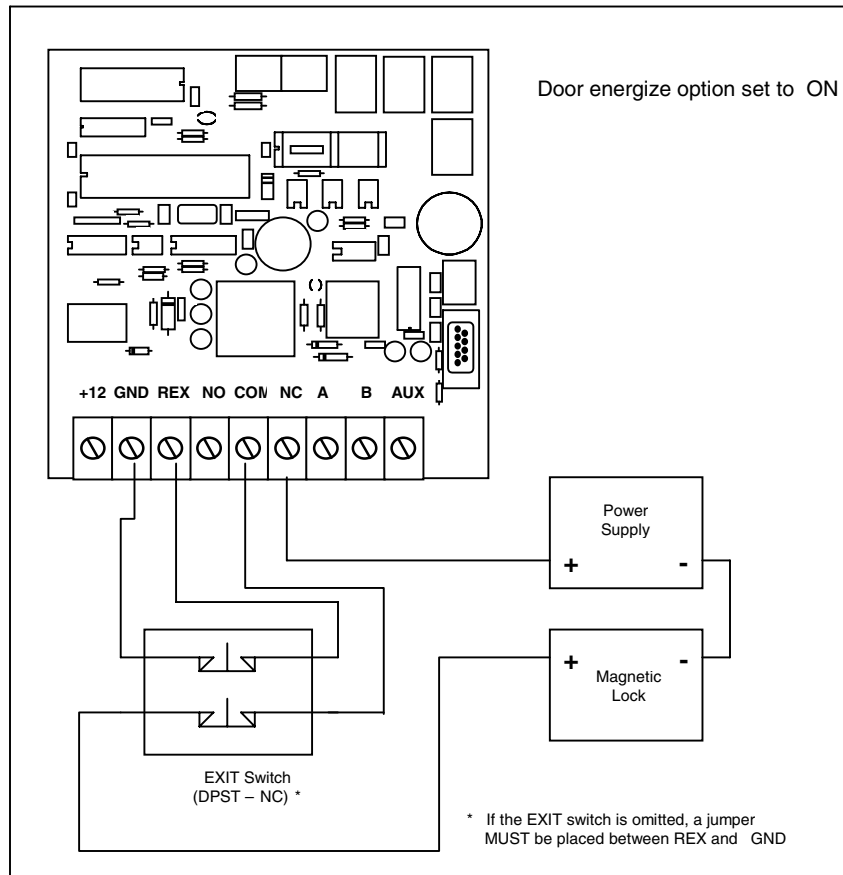 Door energize option set to ON
+12 GND REX NO COM NC A B AUX
Power
Supply
+ -
+ -
Magnetic
Lock
EXIT Switch
(DPST – NC) *
* If the EXIT switch is omitted, a jumper
MUST be placed between REX and GND